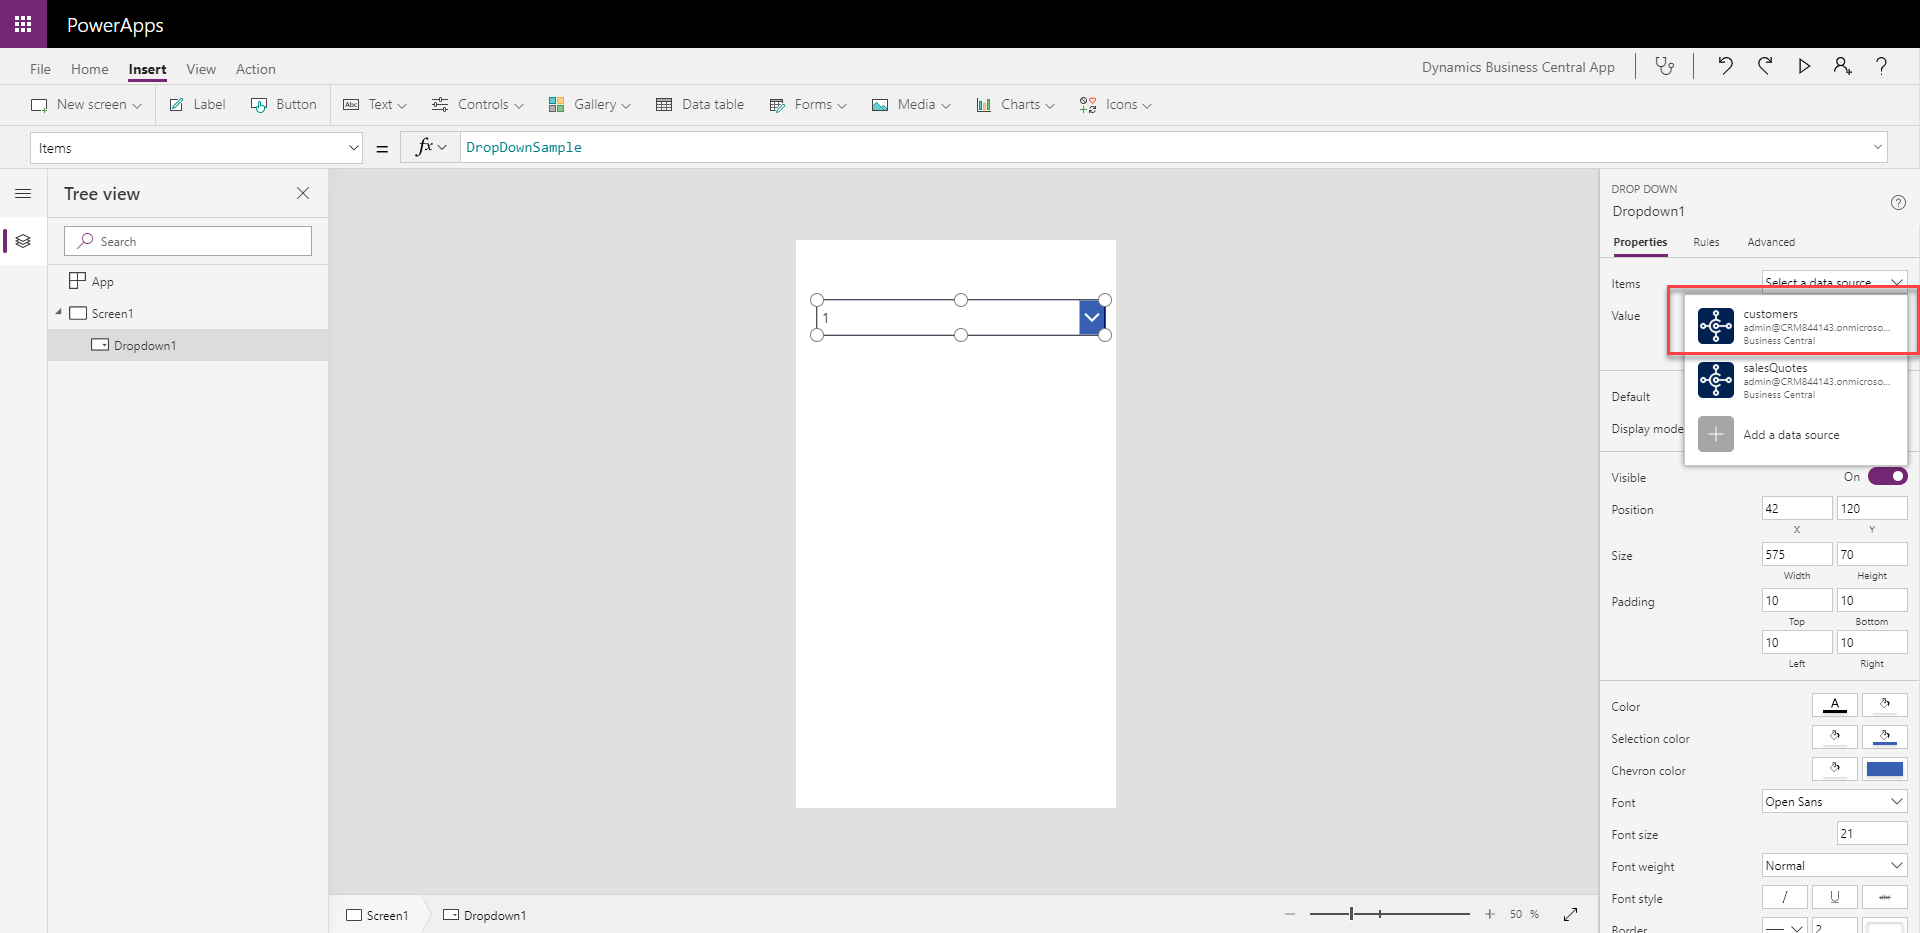 PowerApps
File Home Insert View Action
Dynamics Business Central App
New screen Label Button Abc Text Controls Gallery Data table Forms Media Charts Icons
Items = fx DropDownSample
Tree view
Search
App
Screen1
Dropdown1
1
DROP DOWN
Dropdown1
Properties Rules Advanced
Items Select a data source
Value
customers
admin@CRM844143.onmicroso...
Business Central
salesQuotes
admin@CRM844143.onmicroso...
Business Central
Default
Display mode
Add a data source
Visible On
Position 42 120
X Y
Size 575 70
Width Height
Padding 10 10
Top Bottom
10 10
Left Right
Color A
Selection color
Chevron color
Font Open Sans
Font size 21
Font weight Normal
Font style / U abc
Border 2
Screen1 Dropdown1
50 %